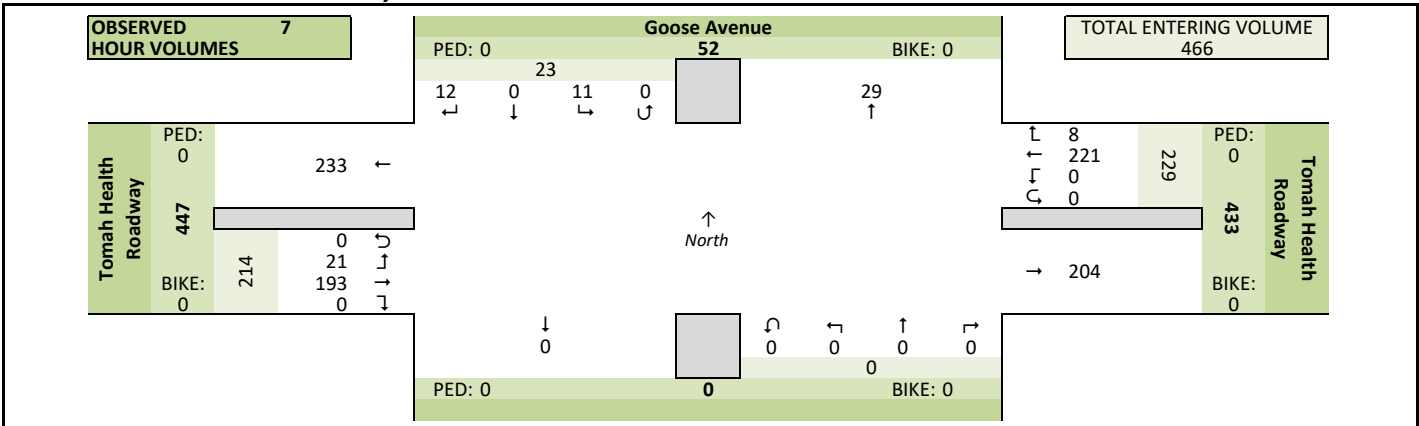 OBSERVED 7
HOUR VOLUMES
Goose Avenue
PED: 0 52 BIKE: 0
TOTAL ENTERING VOLUME
466
23
12 0 11 0
↵ ↓ ↳ ↺
29
↑
Tomah Health
Roadway
PED:
0
447
BIKE:
0
233 ←
214
0
21
193 →
0
↑
North
8
← 221
0
0
229
PED:
0
433
BIKE:
0
Tomah Health
Roadway
→ 204
↓
0
↑
0 0 0 0
0
PED: 0 0 BIKE: 0